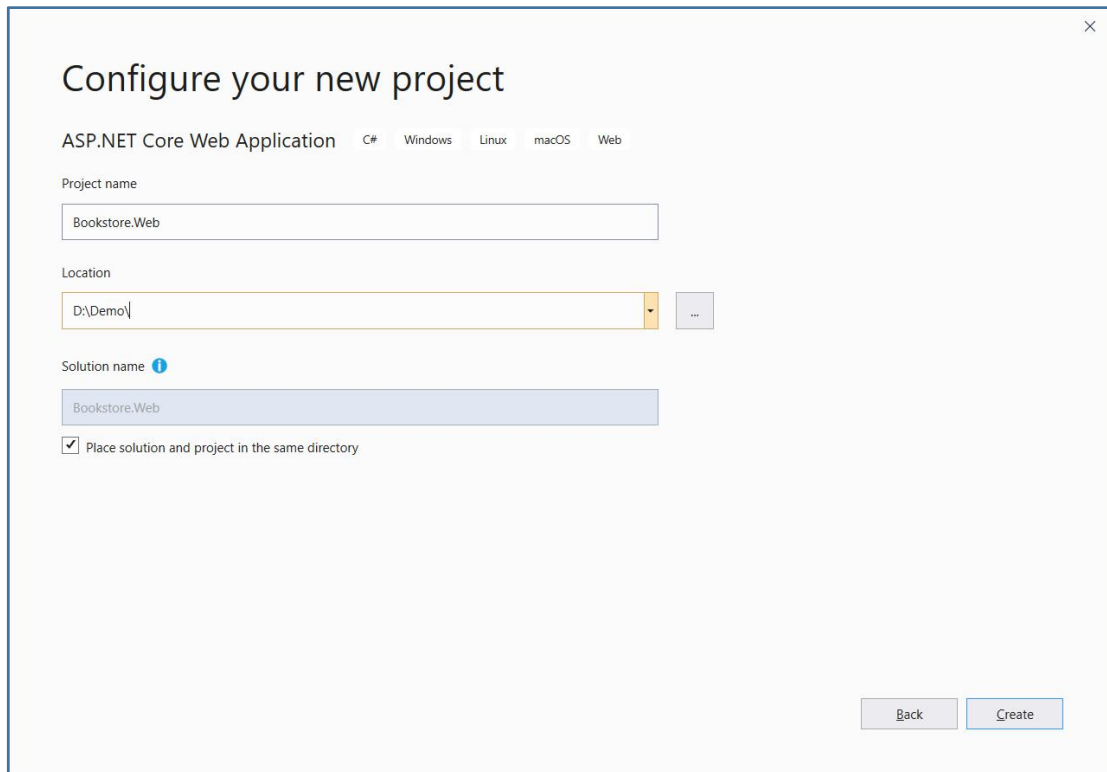 Configure your new project
ASP.NET Core Web Application C# Windows Linux macOS Web
Project name
Bookstore.Web
Location
D:\Demo\
...
Solution name
Bookstore.Web
Place solution and project in the same directory
Back Create